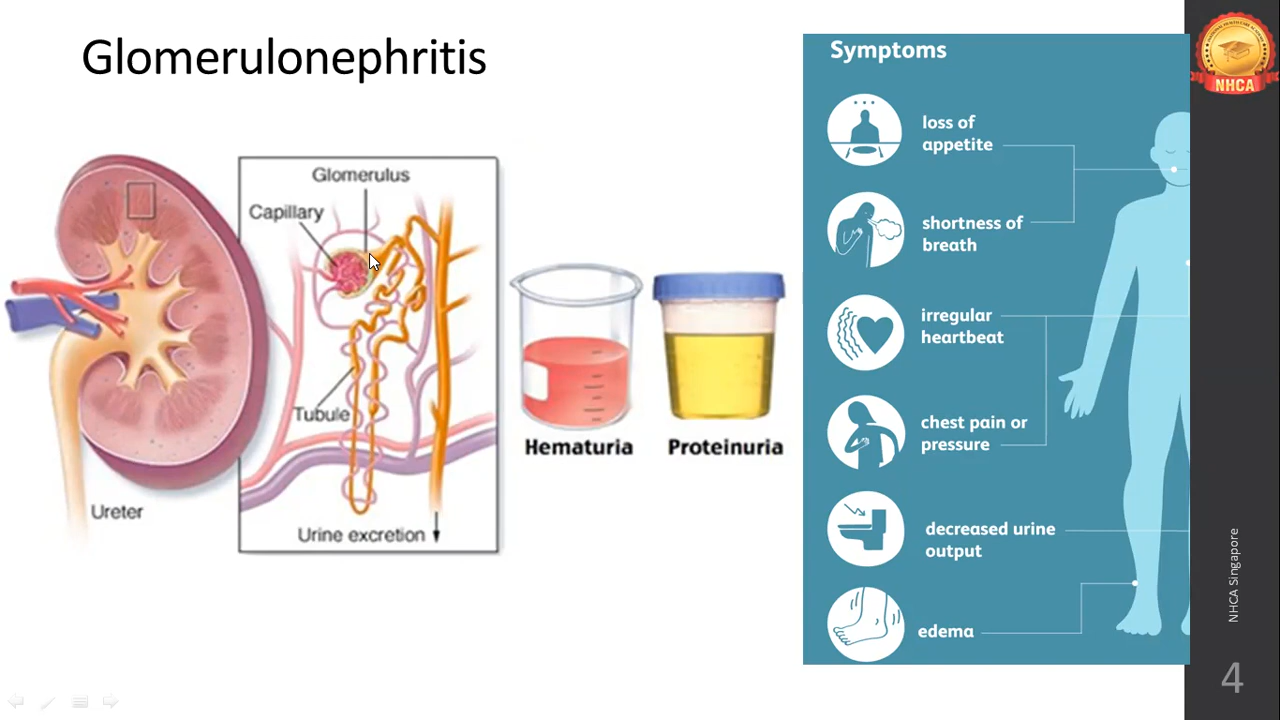 Glomerulonephritis
Glomerulus
Capillary
Tubule
Ureter
Urine excretion
Hematuria
Proteinuria
Symptoms
loss of
appetite
shortness of
breath
irregular
heartbeat
chest pain or
pressure
decreased urine
output
edema
NHCA
NHCA Singapore
4